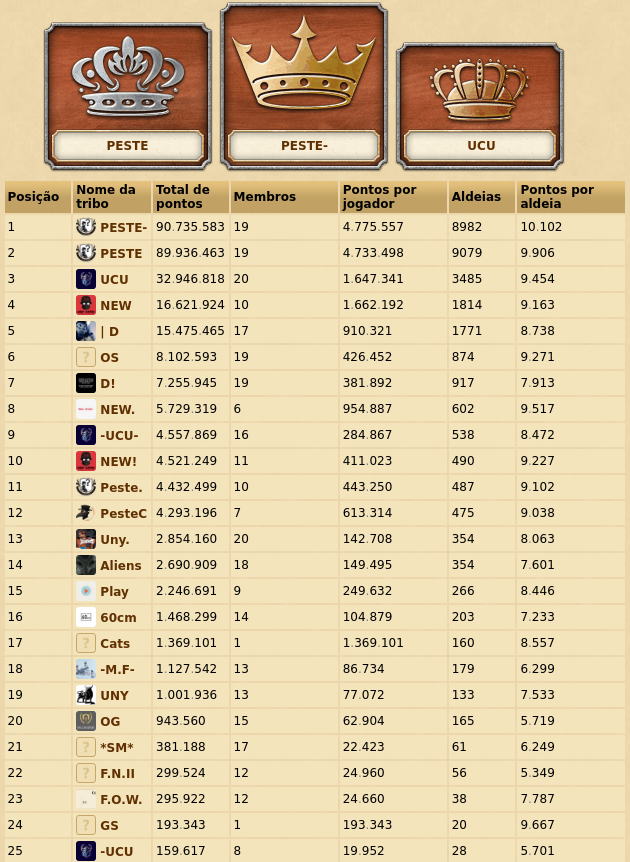 PESTE PESTE- UCU
Posição Nome da tribo Total de pontos Membros Pontos por jogador Aldeias Pontos por aldeia
1 PESTE- 90.735.583 19 4.775.557 8982 10.102
2 PESTE 89.936.463 19 4.733.498 9079 9.906
3 UCU 32.946.818 20 1.647.341 3485 9.454
4 NEW 16.621.924 10 1.662.192 1814 9.163
5 | D 15.475.465 17 910.321 1771 8.738
6 OS 8.102.593 19 426.452 874 9.271
7 D! 7.255.945 19 381.892 917 7.913
8 NEW. 5.729.319 6 954.887 602 9.517
9 -UCU- 4.557.869 16 284.867 538 8.472
10 NEW! 4.521.249 11 411.023 490 9.227
11 Peste. 4.432.499 10 443.250 487 9.102
12 PesteC 4.293.196 7 613.314 475 9.038
13 Uny. 2.854.160 20 142.708 354 8.063
14 Aliens 2.690.909 18 149.495 354 7.601
15 Play 2.246.691 9 249.632 266 8.446
16 60cm 1.468.299 14 104.879 203 7.233
17 Cats 1.369.101 1 1.369.101 160 8.557
18 -M.F- 1.127.542 13 86.734 179 6.299
19 UNY 1.001.936 13 77.072 133 7.533
20 OG 943.560 15 62.904 165 5.719
21 *SM* 381.188 17 22.423 61 6.249
22 F.N.II 299.524 12 24.960 56 5.349
23 F.O.W. 295.922 12 24.660 38 7.787
24 GS 193.343 1 193.343 20 9.667
25 -UCU 159.617 8 19.952 28 5.701